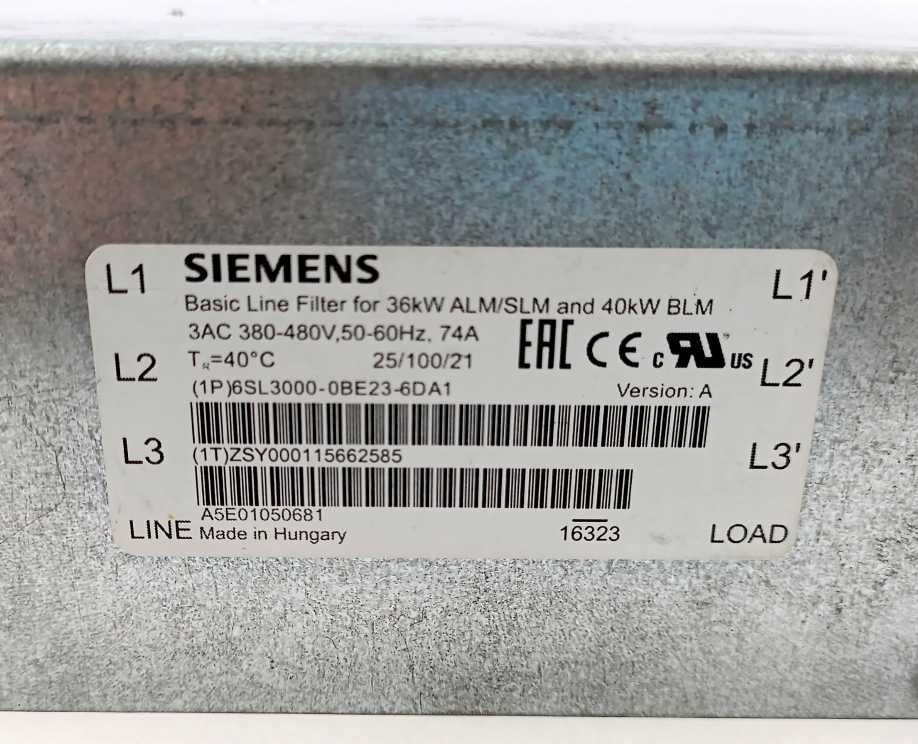 L1
SIEMENS
L1'
Basic Line Filter for 36kW ALM/SLM and 40kW BLM
3AC 380-480V,50-60Hz, 74A
EAC CE c RU US
L2
T =40°C 25/100/21
L2'
(1P)6SL3000-0BE23-6DA1 Version: A
L3
(1T)ZSY000115662585
L3'
A5E01050681
LINE Made in Hungary 16323 LOAD